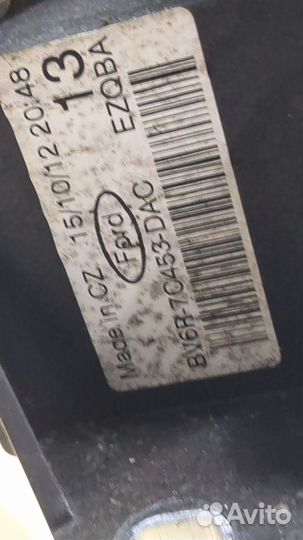 Made in CZ 15/10/12 20:48
Ford 13
EZQBA
BV6R-7C453-DAC
Avito